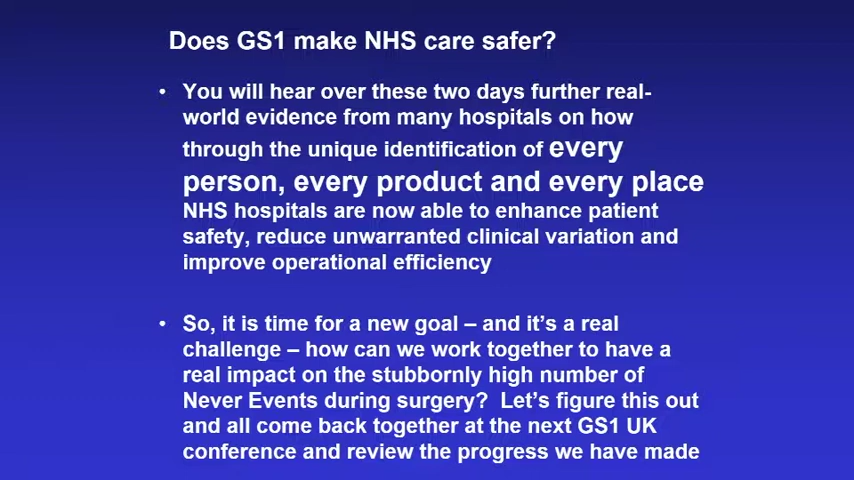 Does GS1 make NHS care safer?
• You will hear over these two days further real-
world evidence from many hospitals on how
through the unique identification of every
person, every product and every place
NHS hospitals are now able to enhance patient
safety, reduce unwarranted clinical variation and
improve operational efficiency
• So, it is time for a new goal – and it’s a real
challenge – how can we work together to have a
real impact on the stubbornly high number of
Never Events during surgery?  Let’s figure this out
and all come back together at the next GS1 UK
conference and review the progress we have made